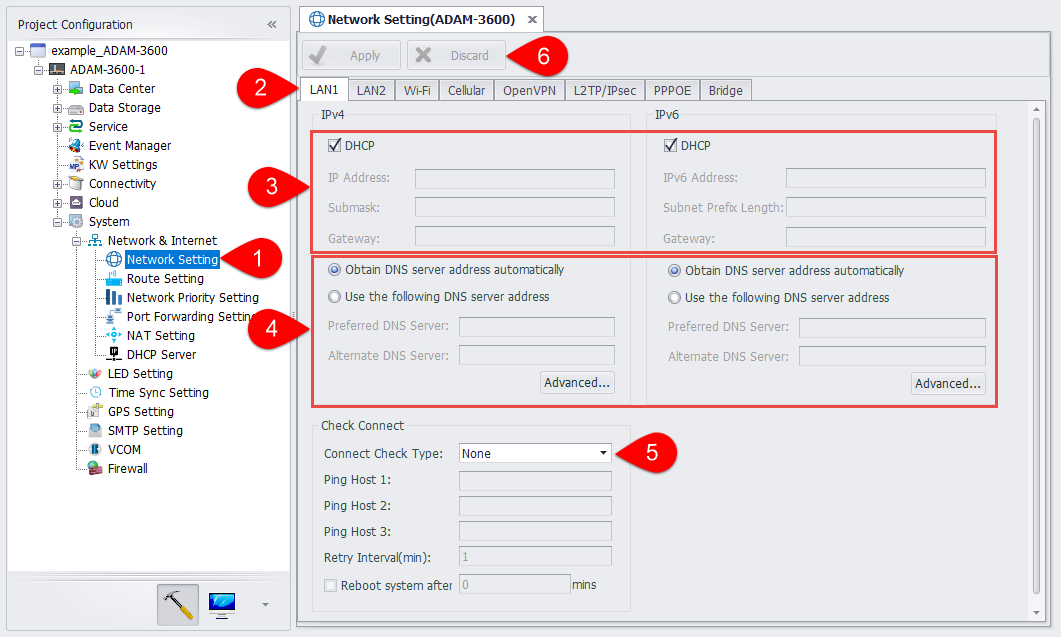 Project Configuration «
example_ADAM-3600
ADAM-3600-1
Data Center
Data Storage
Service
Event Manager
KW Settings
Connectivity
Cloud
System
Network & Internet
Network Setting
1
Route Setting
Network Priority Setting
Port Forwarding Setting
NAT Setting
DHCP Server
LED Setting
Time Sync Setting
GPS Setting
SMTP Setting
VCOM
Firewall
Network Setting(ADAM-3600)
Apply Discard
6
2
LAN1 LAN2 Wi-Fi Cellular OpenVPN L2TP/IPsec PPPOE Bridge
IPv4
DHCP
3
IP Address:
Submask:
Gateway:
4
Obtain DNS server address automatically
Use the following DNS server address
Preferred DNS Server:
Alternate DNS Server:
Advanced...
IPv6
DHCP
IPv6 Address:
Subnet Prefix Length:
Gateway:
Obtain DNS server address automatically
Use the following DNS server address
Preferred DNS Server:
Alternate DNS Server:
Advanced...
Check Connect
Connect Check Type: None
5
Ping Host 1:
Ping Host 2:
Ping Host 3:
Retry Interval(min): 1
Reboot system after 0 mins